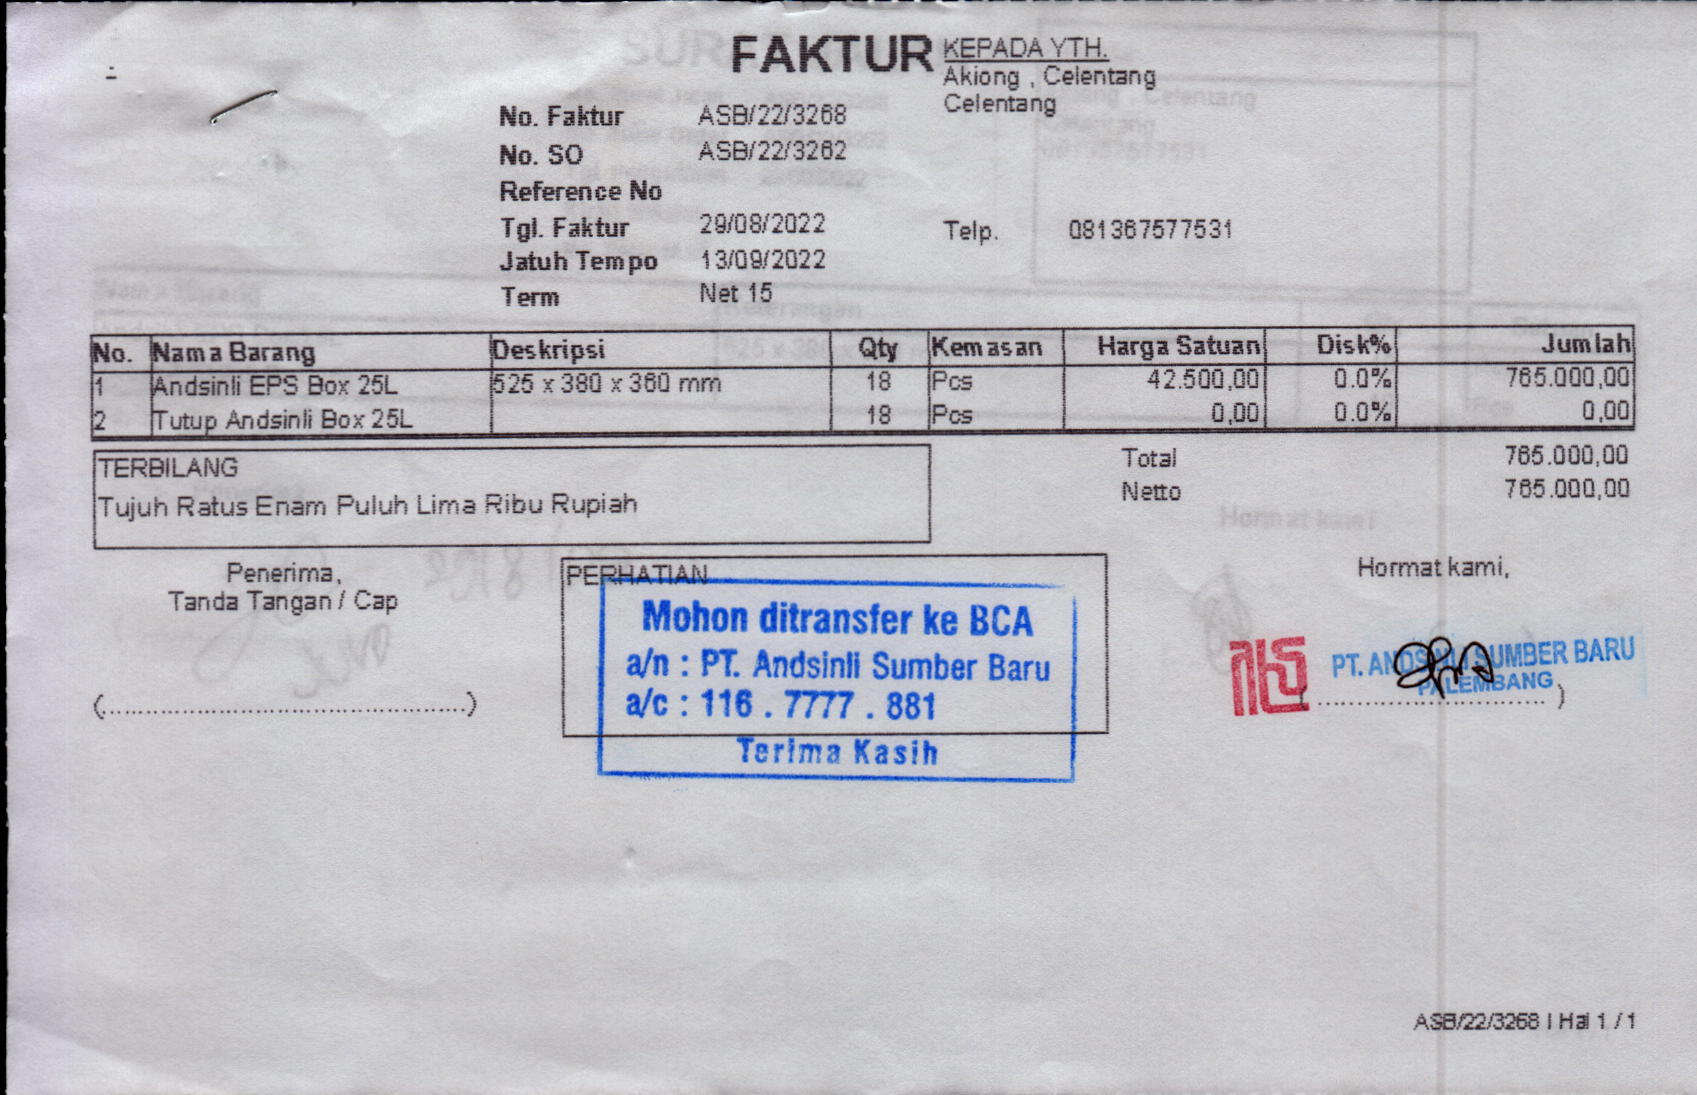 FAKTUR
KEPADA YTH.
Akiong , Celentang
Celentang
No. Faktur ASB/22/3268
No. SO ASB/22/3262
Reference No
Tgl. Faktur 29/08/2022
Telp. 081367577531
Jatuh Tempo 13/09/2022
Term Net 15
No. Nama Barang Deskripsi Qty Kemasan Harga Satuan Disk% Jumlah
1 Andsinli EPS Box 25L 525 x 380 x 360 mm 18 Pcs 42.500,00 0.0% 765.000,00
2 Tutup Andsinli Box 25L 18 Pcs 0,00 0.0% 0,00
TERBILANG
Tujuh Ratus Enam Puluh Lima Ribu Rupiah
Total 765.000,00
Netto 765.000,00
Penerima,
Tanda Tangan / Cap
(..............................................)
PERHATIAN
Mohon ditransfer ke BCA
a/n : PT. Andsinli Sumber Baru
a/c : 116 . 7777 . 881
Terima Kasih
Hormat kami,
PT. ANDSINLI SUMBER BARU
PALEMBANG
ASB/22/3268 | Hal 1 / 1